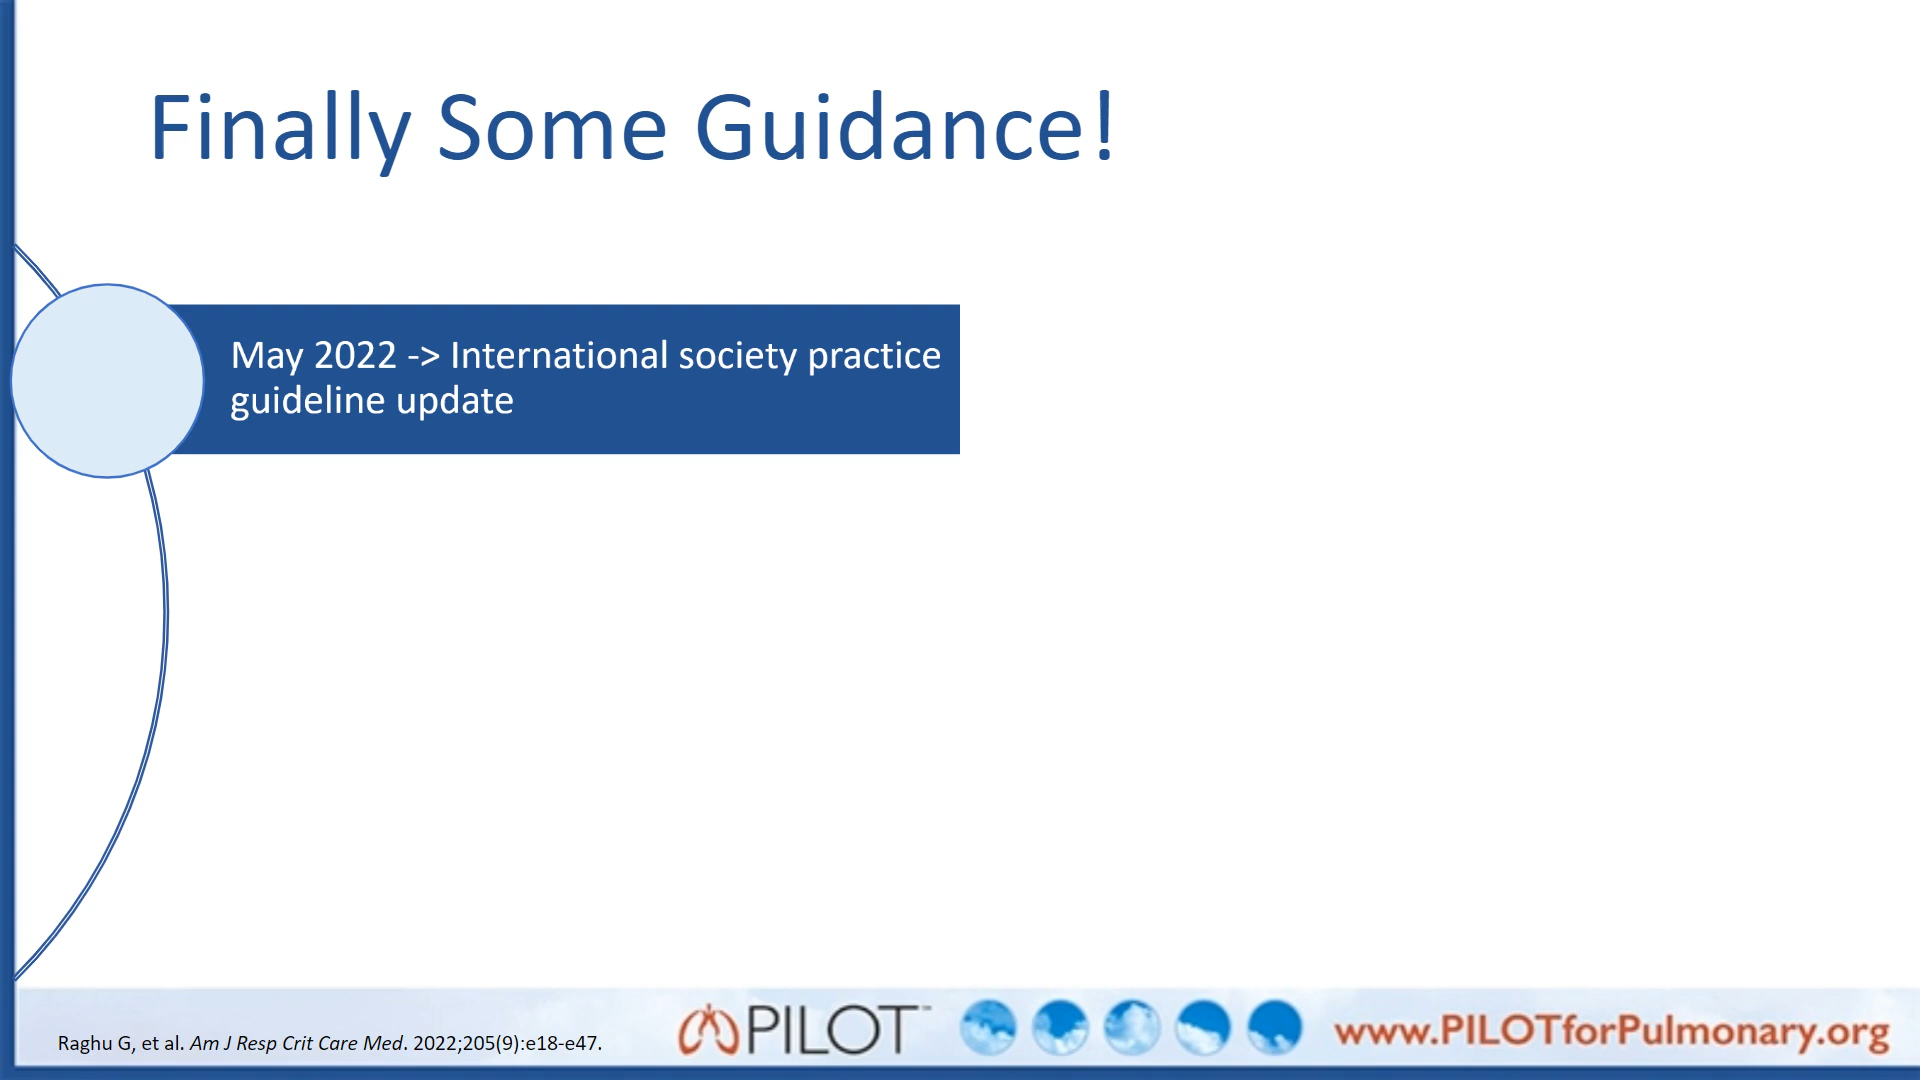 Finally Some Guidance!
May 2022 -> International society practice
guideline update
Raghu G, et al. Am J Resp Crit Care Med. 2022;205(9):e18-e47.
PILOT™
www.PILOTforPulmonary.org